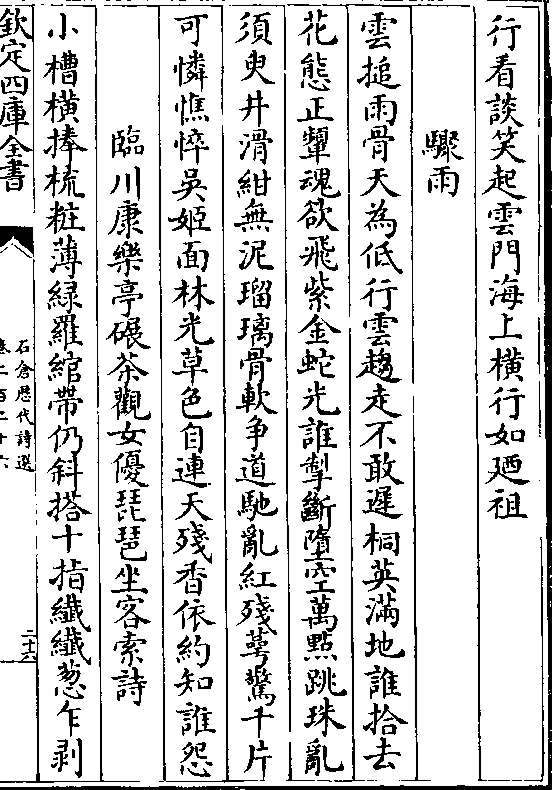 行看談笑起雲門海上横行如廼祖
驟雨
雲搥雨骨天為低行雲趨走不敢遲桐英滿地誰拾去
花態正顰魂欲飛紫金蛇光誰掣斷墮空萬點跳珠亂
須臾井滑紺無泥瑠璃骨軟争道馳亂紅殘萼驚千片
可憐憔悴吳姬面林光草色自連天殘香依約知誰怨
臨川康樂亭碾茶觀女優琵琶坐客索詩
小槽横捧梳粧薄緑羅綰帶仍斜搭十指纖纖葱乍剥
欽定四庫全書
石倉歴代詩選
卷二百二十六
二十六